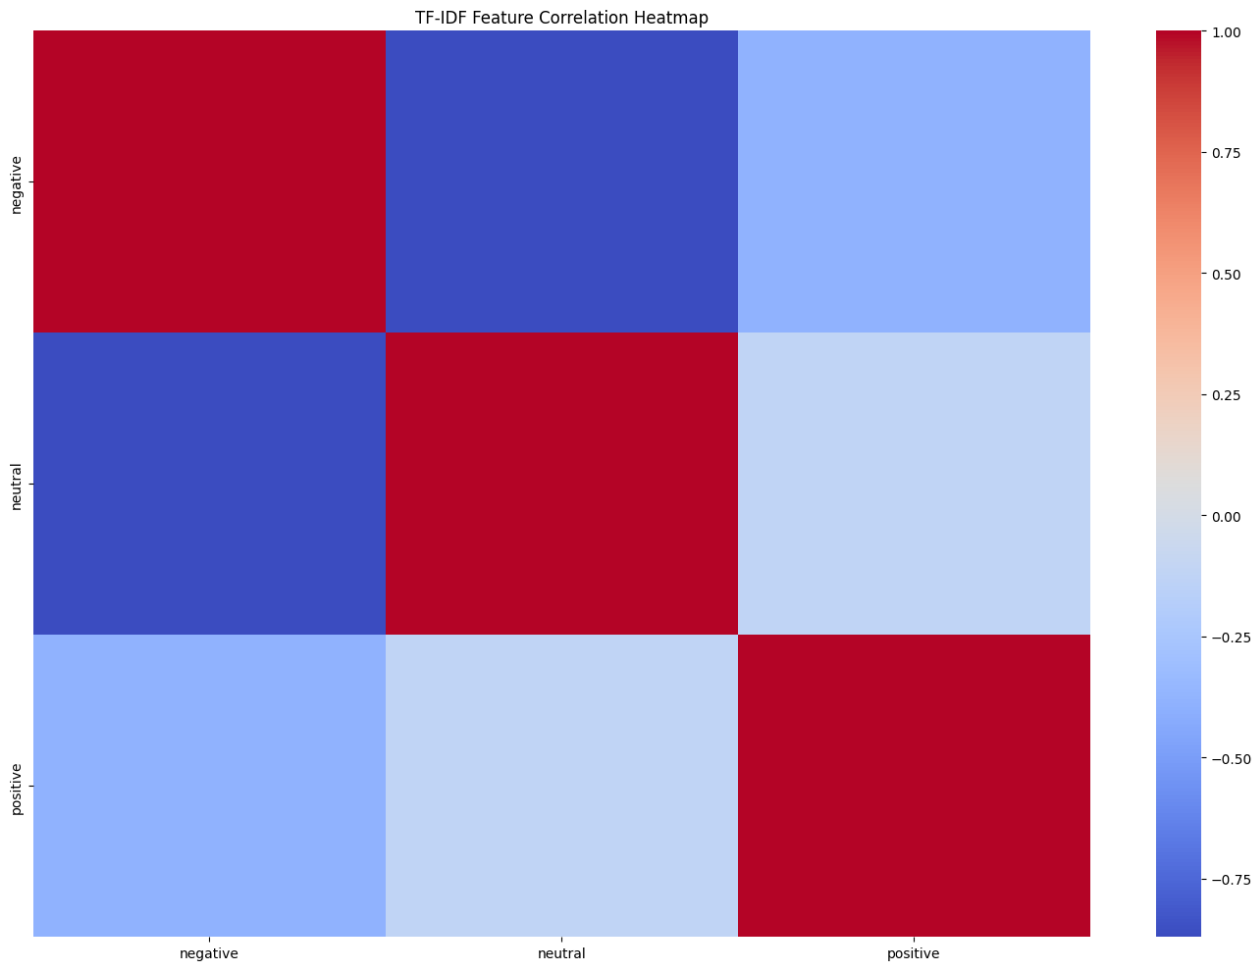 TF-IDF Feature Correlation Heatmap
negative
neutral
positive
negative
neutral
positive
1.00
0.75
0.50
0.25
0.00
−0.25
−0.50
−0.75